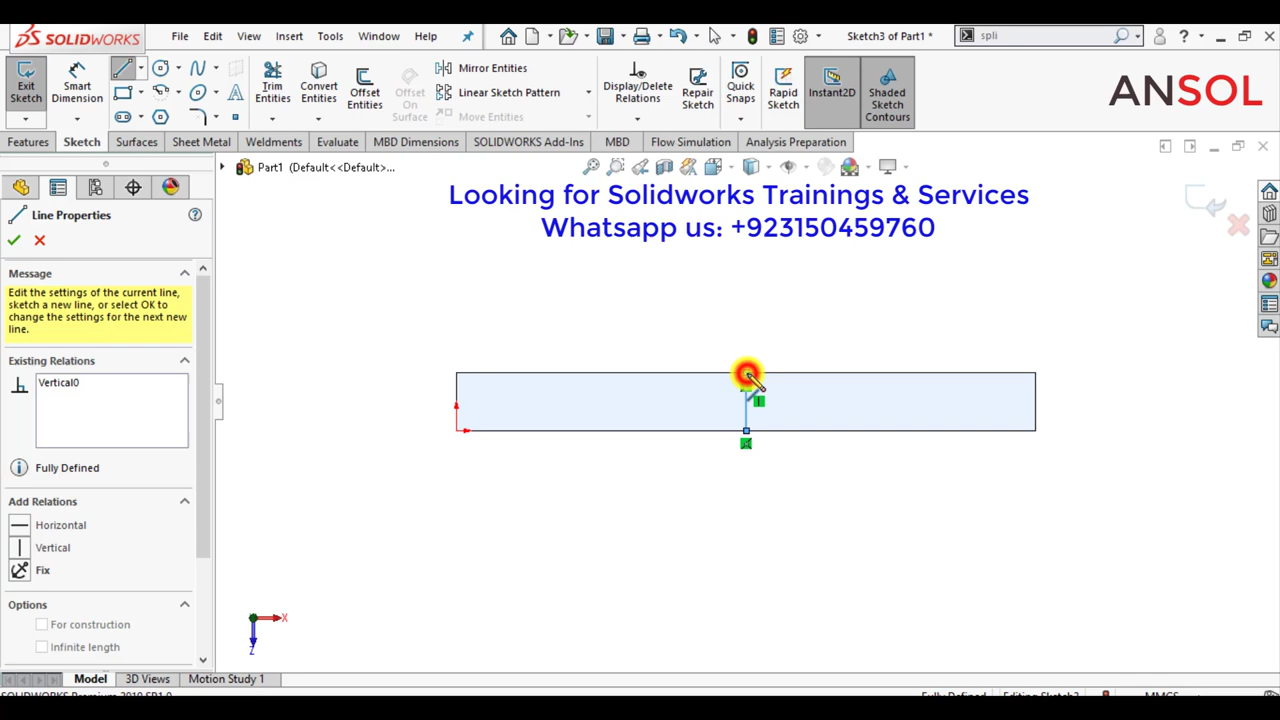 SOLIDWORKS File Edit View Insert Tools Window Help Sketch3 of Part1 * spli ?
Exit Sketch
Smart Dimension
Trim Entities
Convert Entities
Offset Entities
Offset On Surface
Mirror Entities
Linear Sketch Pattern
Move Entities
Display/Delete Relations
Repair Sketch
Quick Snaps
Rapid Sketch
Instant2D
Shaded Sketch Contours
ANSOL
Features Sketch Surfaces Sheet Metal Weldments Evaluate MBD Dimensions SOLIDWORKS Add-Ins MBD Flow Simulation Analysis Preparation
Part1 (Default<<Default>...
Looking for Solidworks Trainings & Services
Whatsapp us: +923150459760
Line Properties
Message
Edit the settings of the current line,
sketch a new line, or select OK to
change the settings for the next new
line.
Existing Relations
Vertical0
Fully Defined
Add Relations
Horizontal
Vertical
Fix
Options
For construction
Infinite length
X
Z
Model 3D Views Motion Study 1